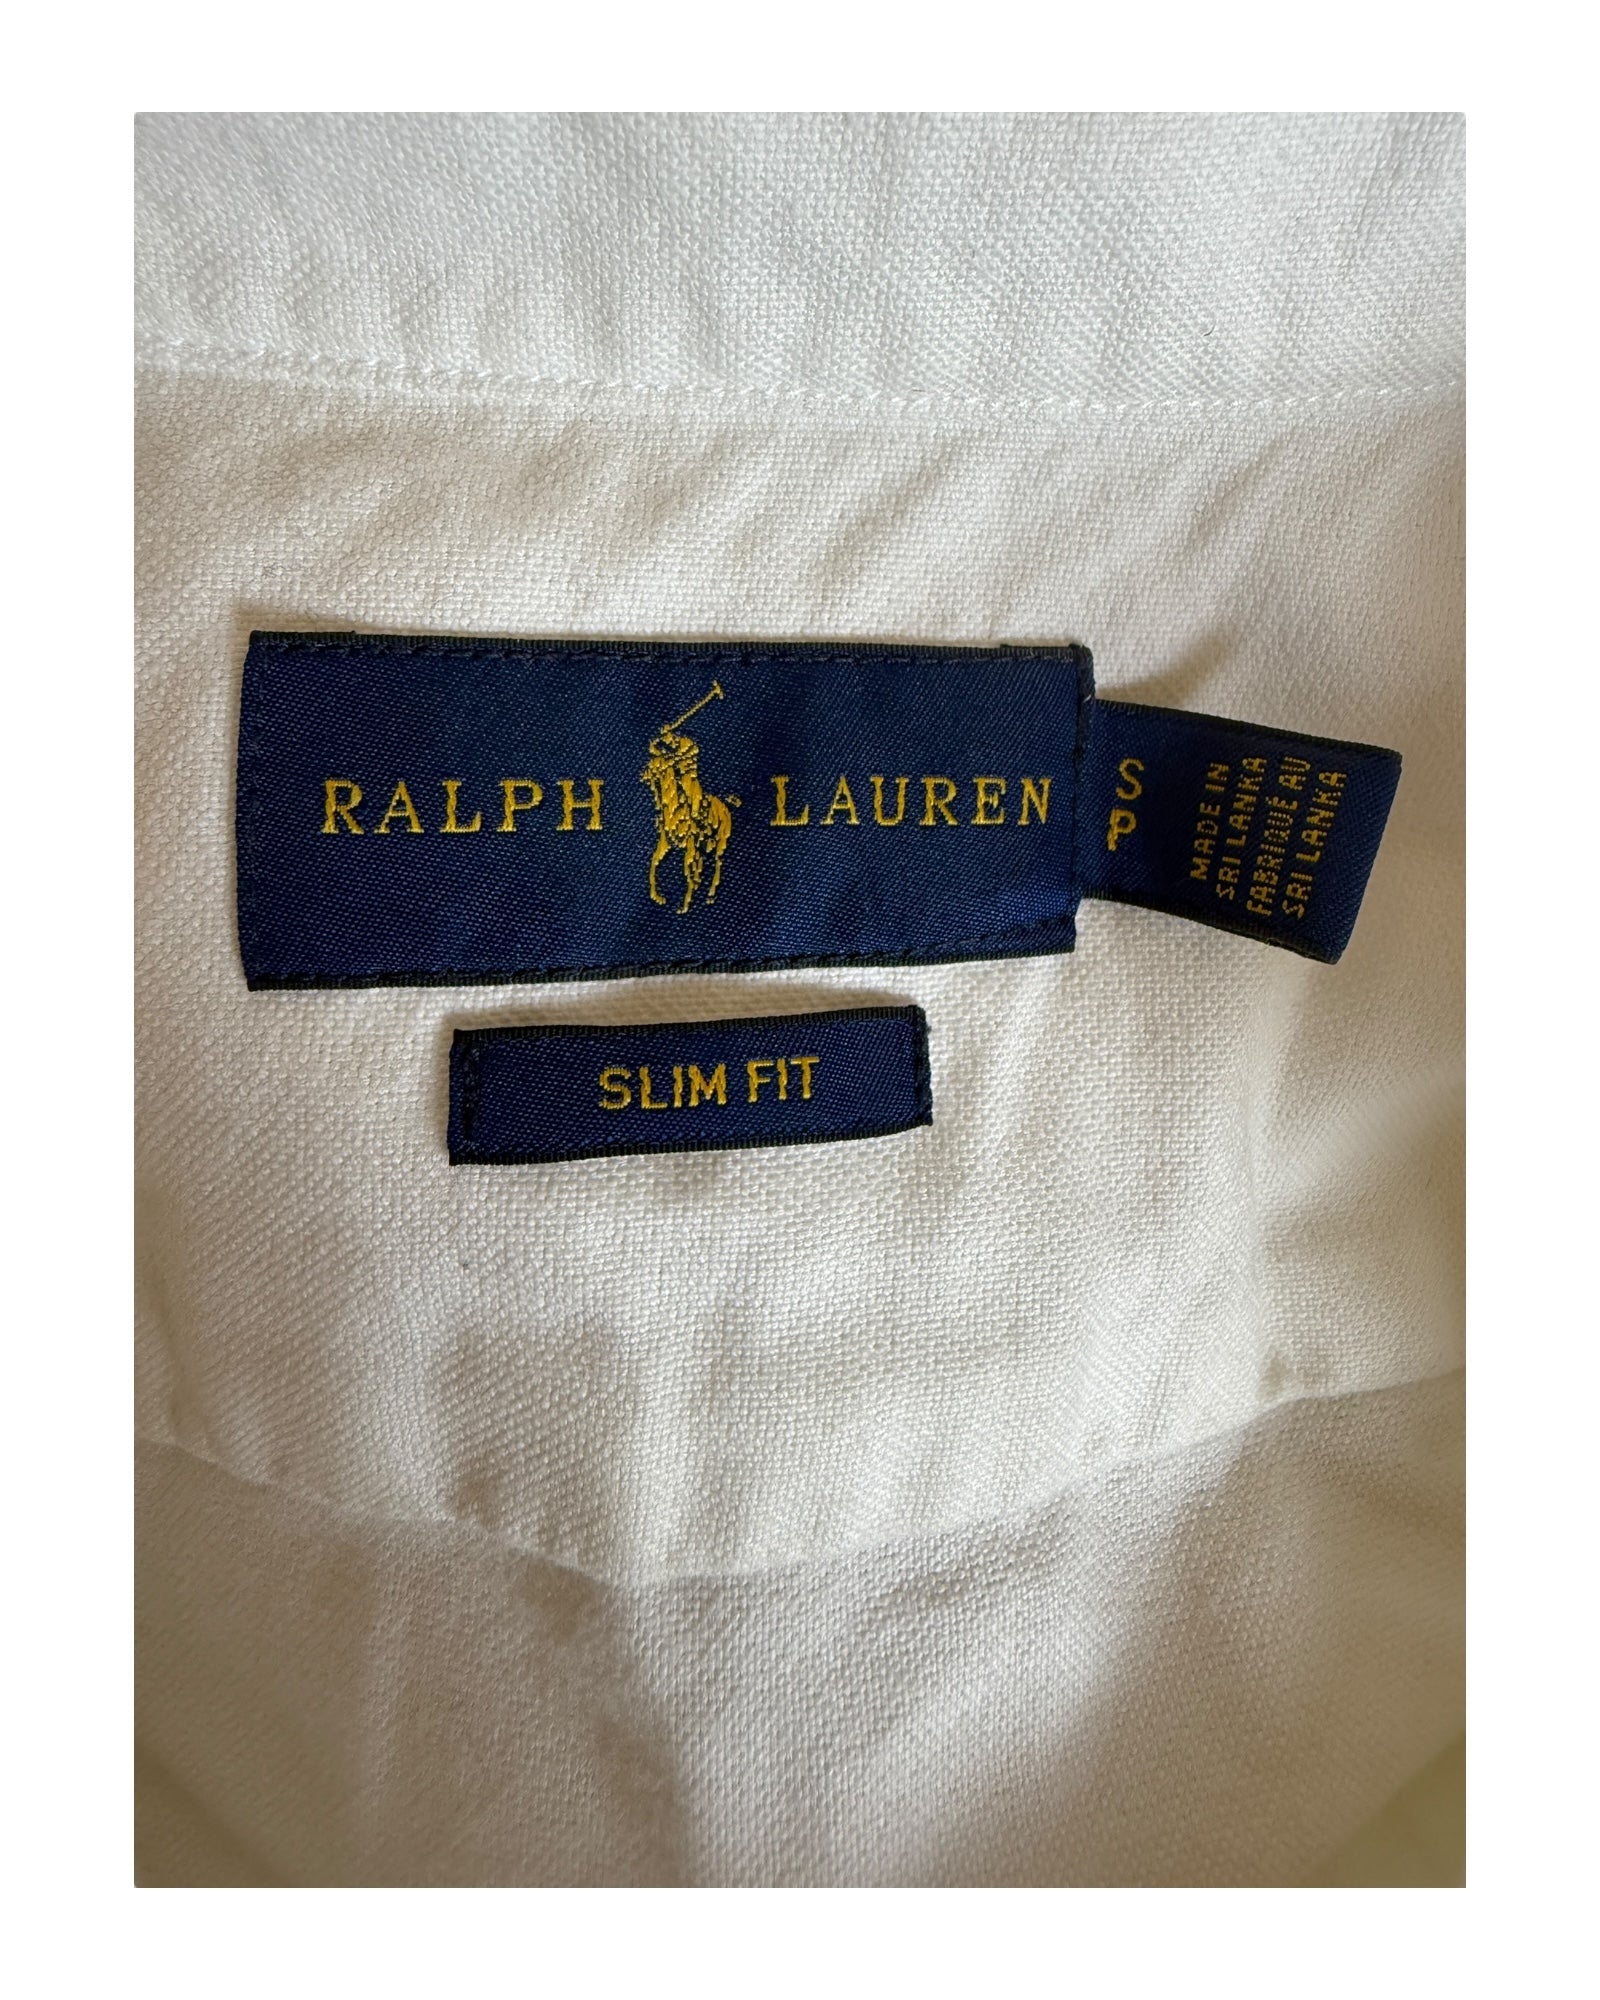 RALPH LAUREN
S
P
MADE IN
SRI LANKA
FABRIQUÉ AU
SRI LANKA
SLIM FIT